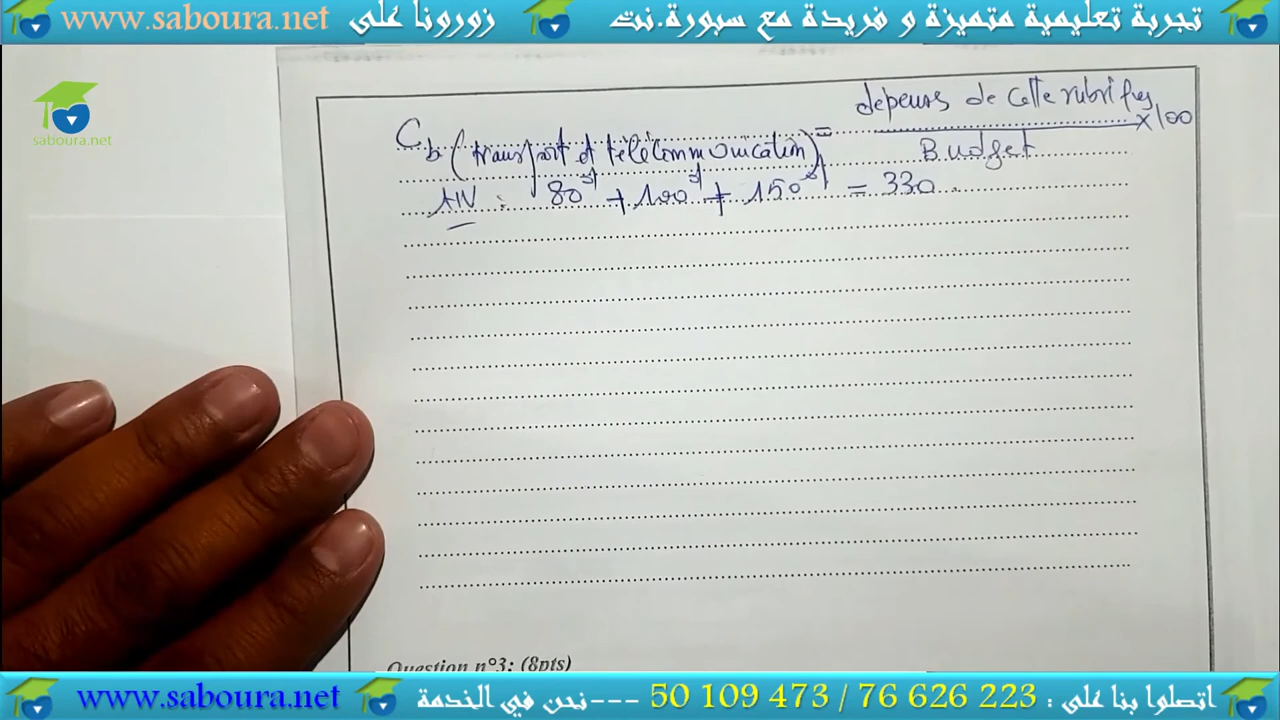 www.saboura.net زورونا على تجربة تعليمية متميزة و فريدة مع سبورة.نت
saboura.net
depenses de cette rubrique
Cb (transport et télécommunication) = ――― x100
Budget
AN : 80 + 100 + 150 = 330
Question n°3: (8pts)
www.saboura.net اتصلوا بنا على : 223 626 76 / 473 109 50 ---نحن في الخدمة